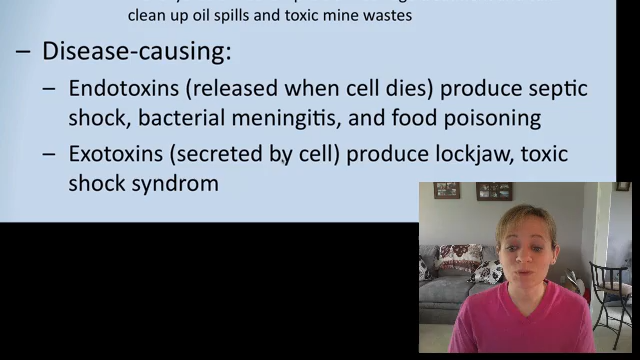 clean up oil spills and toxic mine wastes
– Disease-causing:
– Endotoxins (released when cell dies) produce septic
shock, bacterial meningitis, and food poisoning
– Exotoxins (secreted by cell) produce lockjaw, toxic
shock syndrom